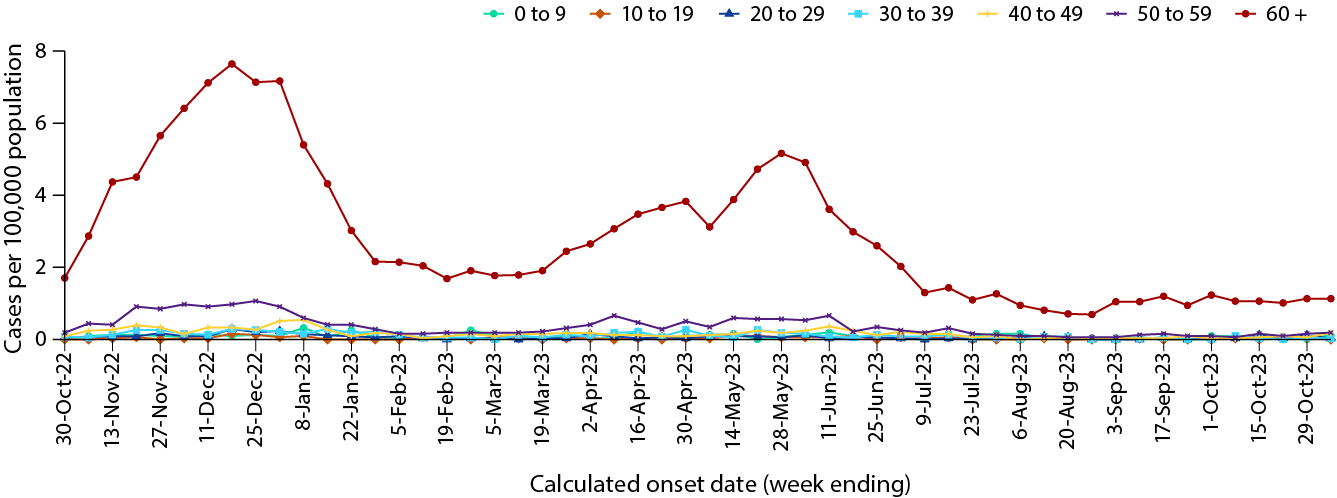 0 to 9 10 to 19 20 to 29 30 to 39 40 to 49 50 to 59 60 +
Cases per 100,000 population
8
6
4
2
0
30-Oct-22
13-Nov-22
27-Nov-22
11-Dec-22
25-Dec-22
8-Jan-23
22-Jan-23
5-Feb-23
19-Feb-23
5-Mar-23
19-Mar-23
2-Apr-23
16-Apr-23
30-Apr-23
14-May-23
28-May-23
11-Jun-23
25-Jun-23
9-Jul-23
23-Jul-23
6-Aug-23
20-Aug-23
3-Sep-23
17-Sep-23
1-Oct-23
15-Oct-23
29-Oct-23
Calculated onset date (week ending)